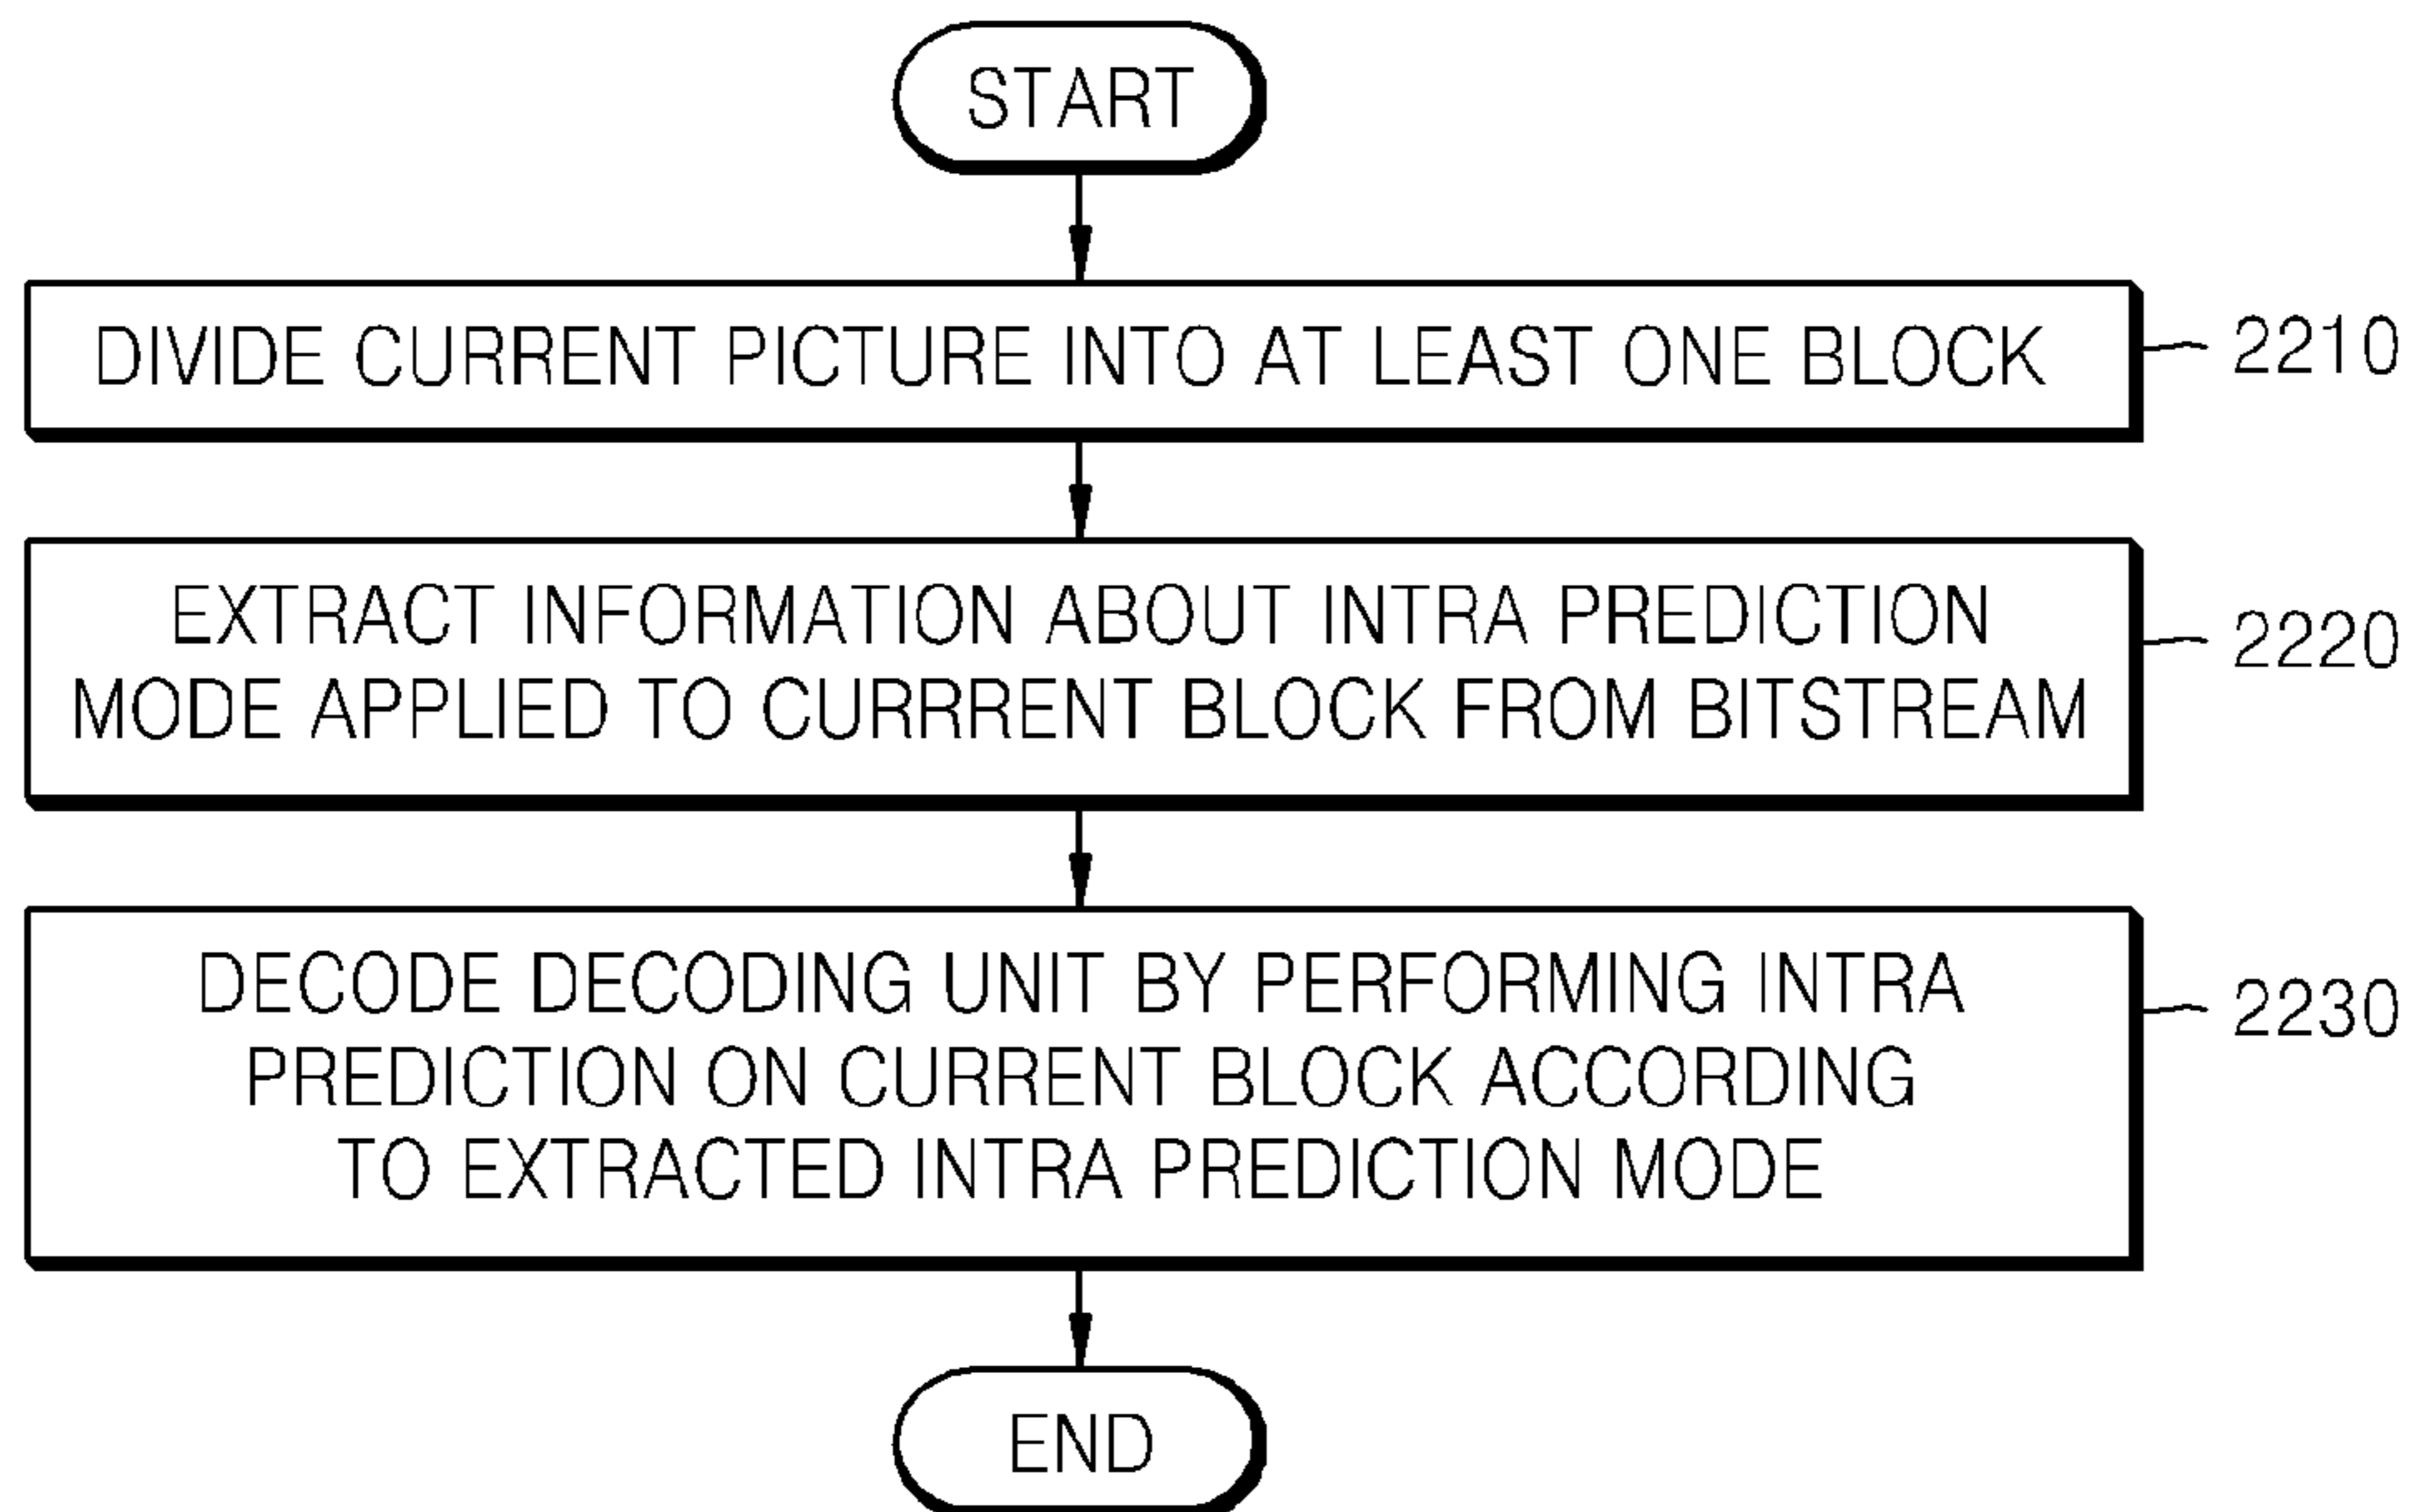 START
DIVIDE CURRENT PICTURE INTO AT LEAST ONE BLOCK
2210
EXTRACT INFORMATION ABOUT INTRA PREDICTION
MODE APPLIED TO CURRRENT BLOCK FROM BITSTREAM
2220
DECODE DECODING UNIT BY PERFORMING INTRA
PREDICTION ON CURRENT BLOCK ACCORDING
TO EXTRACTED INTRA PREDICTION MODE
2230
END